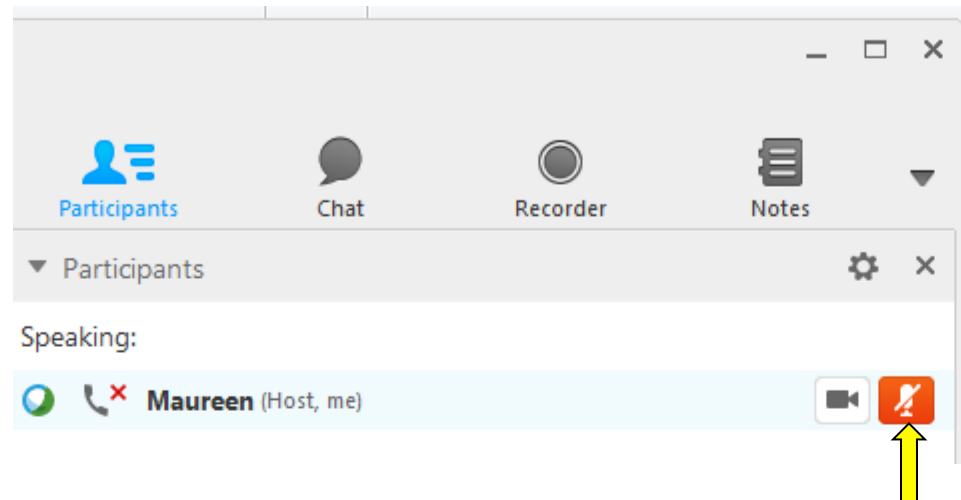 Participants Chat Recorder Notes
Participants
Speaking:
Maureen (Host, me)